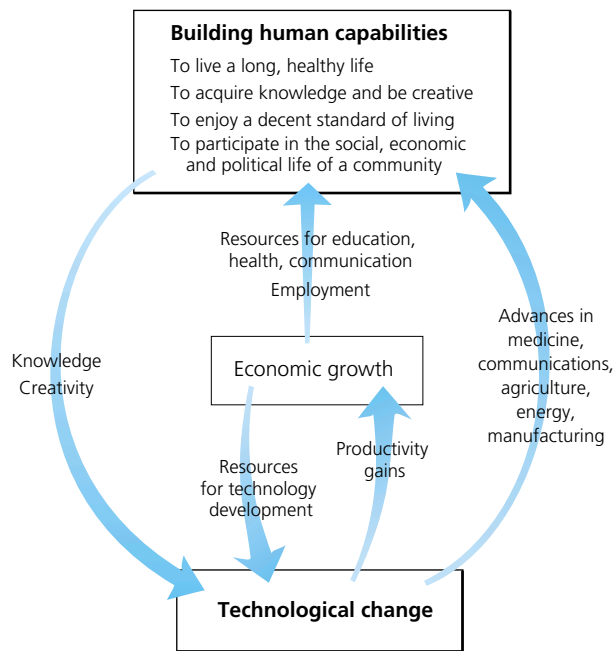 Building human capabilities
To live a long, healthy life
To acquire knowledge and be creative
To enjoy a decent standard of living
To participate in the social, economic
and political life of a community
Resources for education,
health, communication
Employment
Knowledge
Creativity
Economic growth
Advances in
medicine,
communications,
agriculture,
energy,
manufacturing
Resources
for technology
development
Productivity
gains
Technological change